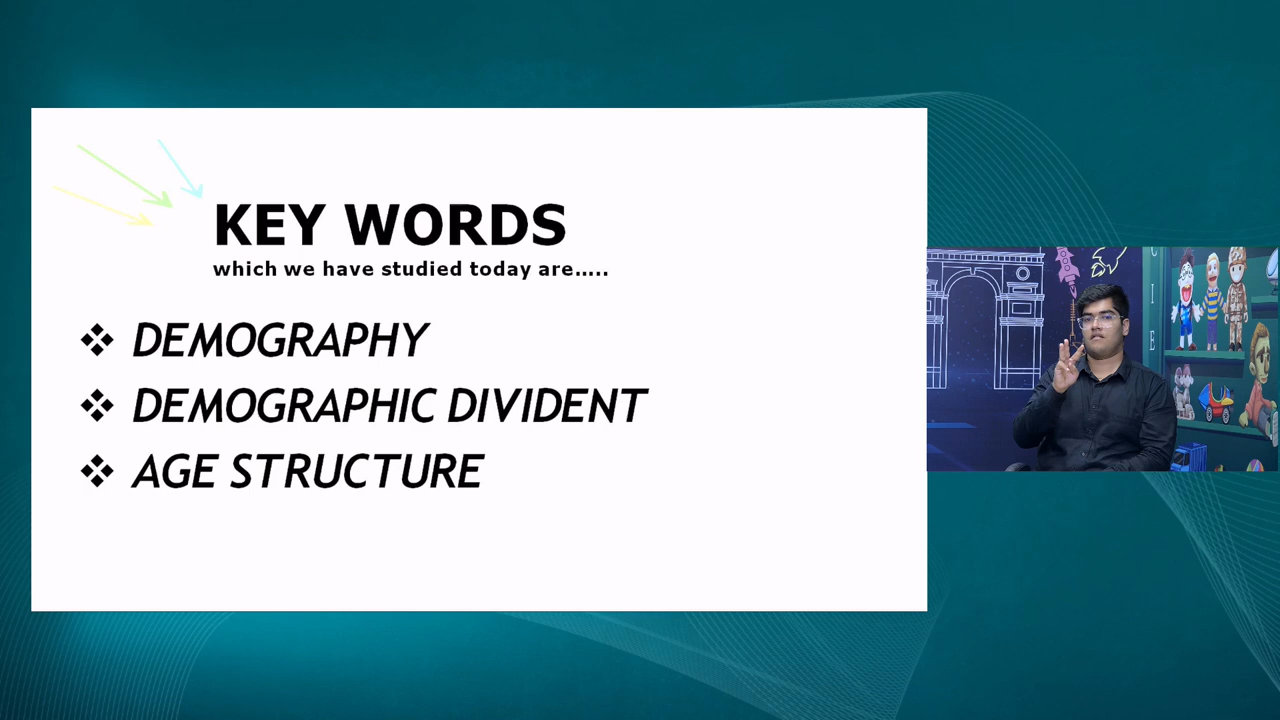 KEY WORDS
which we have studied today are.....
❖ DEMOGRAPHY
❖ DEMOGRAPHIC DIVIDENT
❖ AGE STRUCTURE
C
I
E